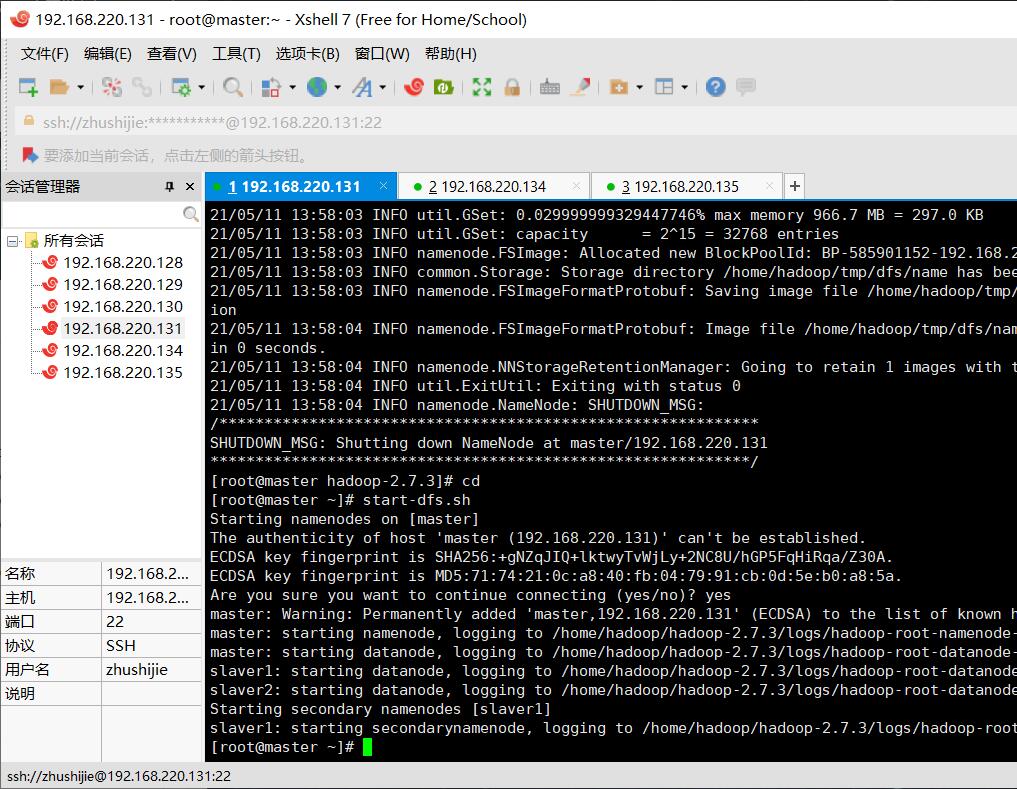 192.168.220.131 - root@master:~ - Xshell 7 (Free for Home/School)
文件(F) 编辑(E) 查看(V) 工具(T) 选项卡(B) 窗口(W) 帮助(H)
ssh://zhushijie:***********@192.168.220.131:22
要添加当前会话，点击左侧的箭头按钮。
会话管理器
所有会话
192.168.220.128
192.168.220.129
192.168.220.130
192.168.220.131
192.168.220.134
192.168.220.135
名称 192.168.2...
主机 192.168.2...
端口 22
协议 SSH
用户名 zhushijie
说明
1 192.168.220.131 × 2 192.168.220.134 × 3 192.168.220.135 × +
21/05/11 13:58:03 INFO util.GSet: 0.029999999329447746% max memory 966.7 MB = 297.0 KB
21/05/11 13:58:03 INFO util.GSet: capacity      = 2^15 = 32768 entries
21/05/11 13:58:03 INFO namenode.FSImage: Allocated new BlockPoolId: BP-585901152-192.168.2
21/05/11 13:58:03 INFO common.Storage: Storage directory /home/hadoop/tmp/dfs/name has bee
21/05/11 13:58:03 INFO namenode.FSImageFormatProtobuf: Saving image file /home/hadoop/tmp/
ion
21/05/11 13:58:04 INFO namenode.FSImageFormatProtobuf: Image file /home/hadoop/tmp/dfs/nam
in 0 seconds.
21/05/11 13:58:04 INFO namenode.NNStorageRetentionManager: Going to retain 1 images with t
21/05/11 13:58:04 INFO util.ExitUtil: Exiting with status 0
21/05/11 13:58:04 INFO namenode.NameNode: SHUTDOWN_MSG:
/************************************************************
SHUTDOWN_MSG: Shutting down NameNode at master/192.168.220.131
************************************************************/
[root@master hadoop-2.7.3]# cd
[root@master ~]# start-dfs.sh
Starting namenodes on [master]
The authenticity of host 'master (192.168.220.131)' can't be established.
ECDSA key fingerprint is SHA256:+gNZqJIQ+lktwyTvWjLy+2NC8U/hGP5FqHiRqa/Z30A.
ECDSA key fingerprint is MD5:71:74:21:0c:a8:40:fb:04:79:91:cb:0d:5e:b0:a8:5a.
Are you sure you want to continue connecting (yes/no)? yes
master: Warning: Permanently added 'master,192.168.220.131' (ECDSA) to the list of known h
master: starting namenode, logging to /home/hadoop/hadoop-2.7.3/logs/hadoop-root-namenode-
master: starting datanode, logging to /home/hadoop/hadoop-2.7.3/logs/hadoop-root-datanode-
slaver1: starting datanode, logging to /home/hadoop/hadoop-2.7.3/logs/hadoop-root-datanode
slaver2: starting datanode, logging to /home/hadoop/hadoop-2.7.3/logs/hadoop-root-datanode
Starting secondary namenodes [slaver1]
slaver1: starting secondarynamenode, logging to /home/hadoop/hadoop-2.7.3/logs/hadoop-root
[root@master ~]#
ssh://zhushijie@192.168.220.131:22